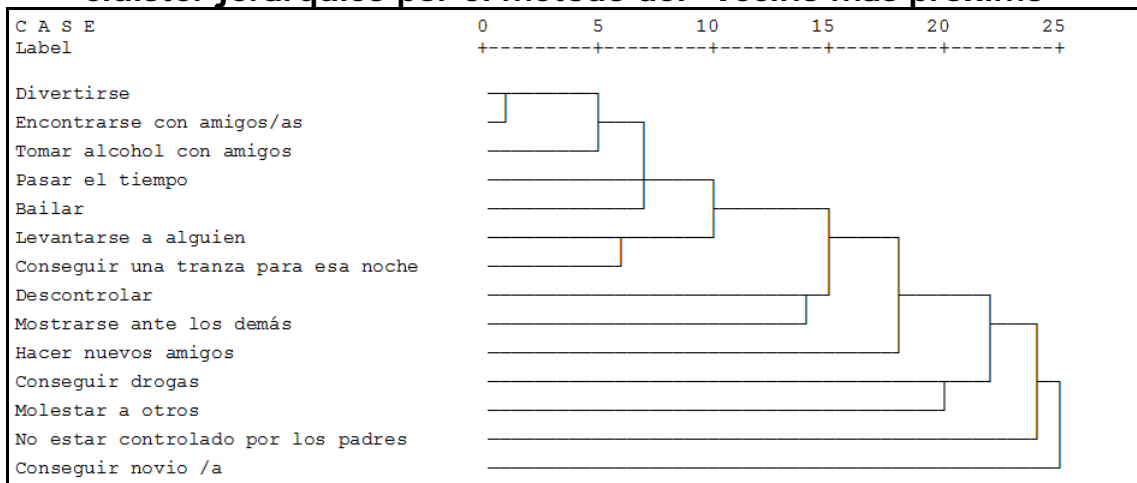 clúster jerárquico por el método del "vecino más próximo"
C A S E 0 5 10 15 20 25
Label +---------+---------+---------+---------+---------+
Divertirse
Encontrarse con amigos/as
Tomar alcohol con amigos
Pasar el tiempo
Bailar
Levantarse a alguien
Conseguir una tranza para esa noche
Descontrolar
Mostrarse ante los demás
Hacer nuevos amigos
Conseguir drogas
Molestar a otros
No estar controlado por los padres
Conseguir novio /a